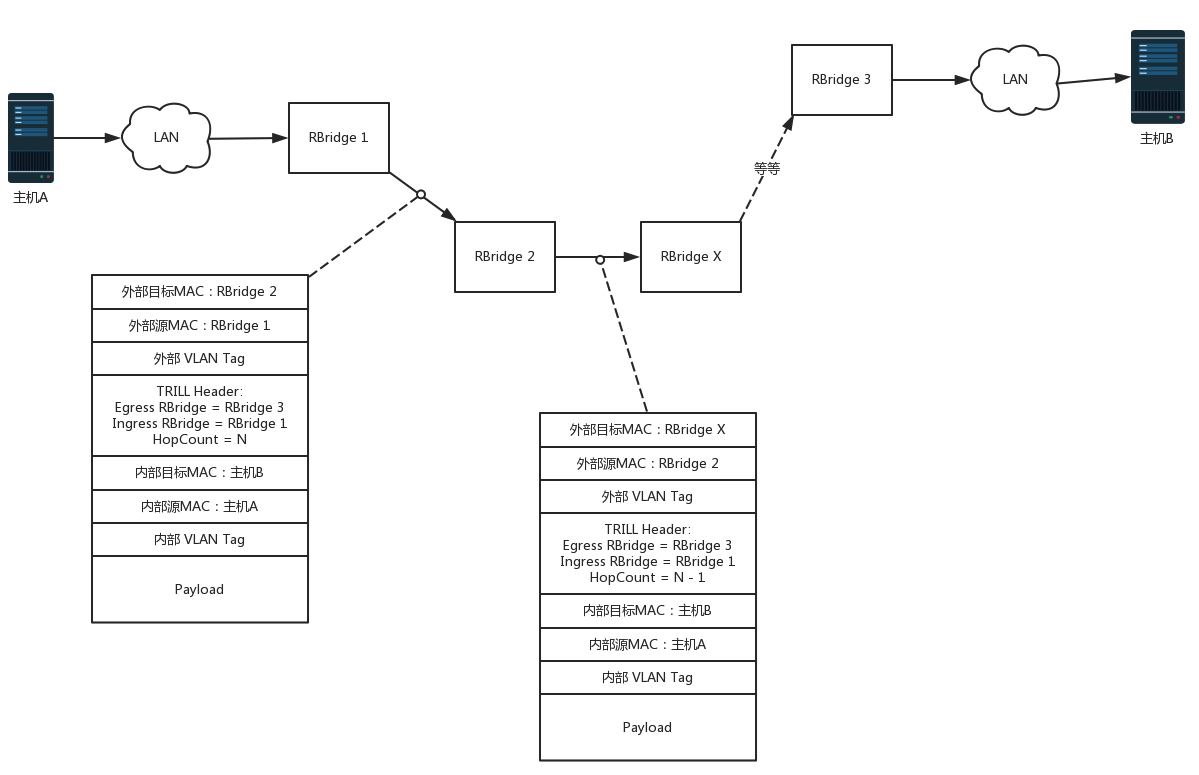 主机A
LAN
RBridge 1
RBridge 2
RBridge X
等等
RBridge 3
LAN
主机B
外部目标MAC：RBridge 2
外部源MAC：RBridge 1
外部 VLAN Tag
TRILL Header:
Egress RBridge = RBridge 3
Ingress RBridge = RBridge 1
HopCount = N
内部目标MAC：主机B
内部源MAC：主机A
内部 VLAN Tag
Payload
外部目标MAC：RBridge X
外部源MAC：RBridge 2
外部 VLAN Tag
TRILL Header:
Egress RBridge = RBridge 3
Ingress RBridge = RBridge 1
HopCount = N - 1
内部目标MAC：主机B
内部源MAC：主机A
内部 VLAN Tag
Payload